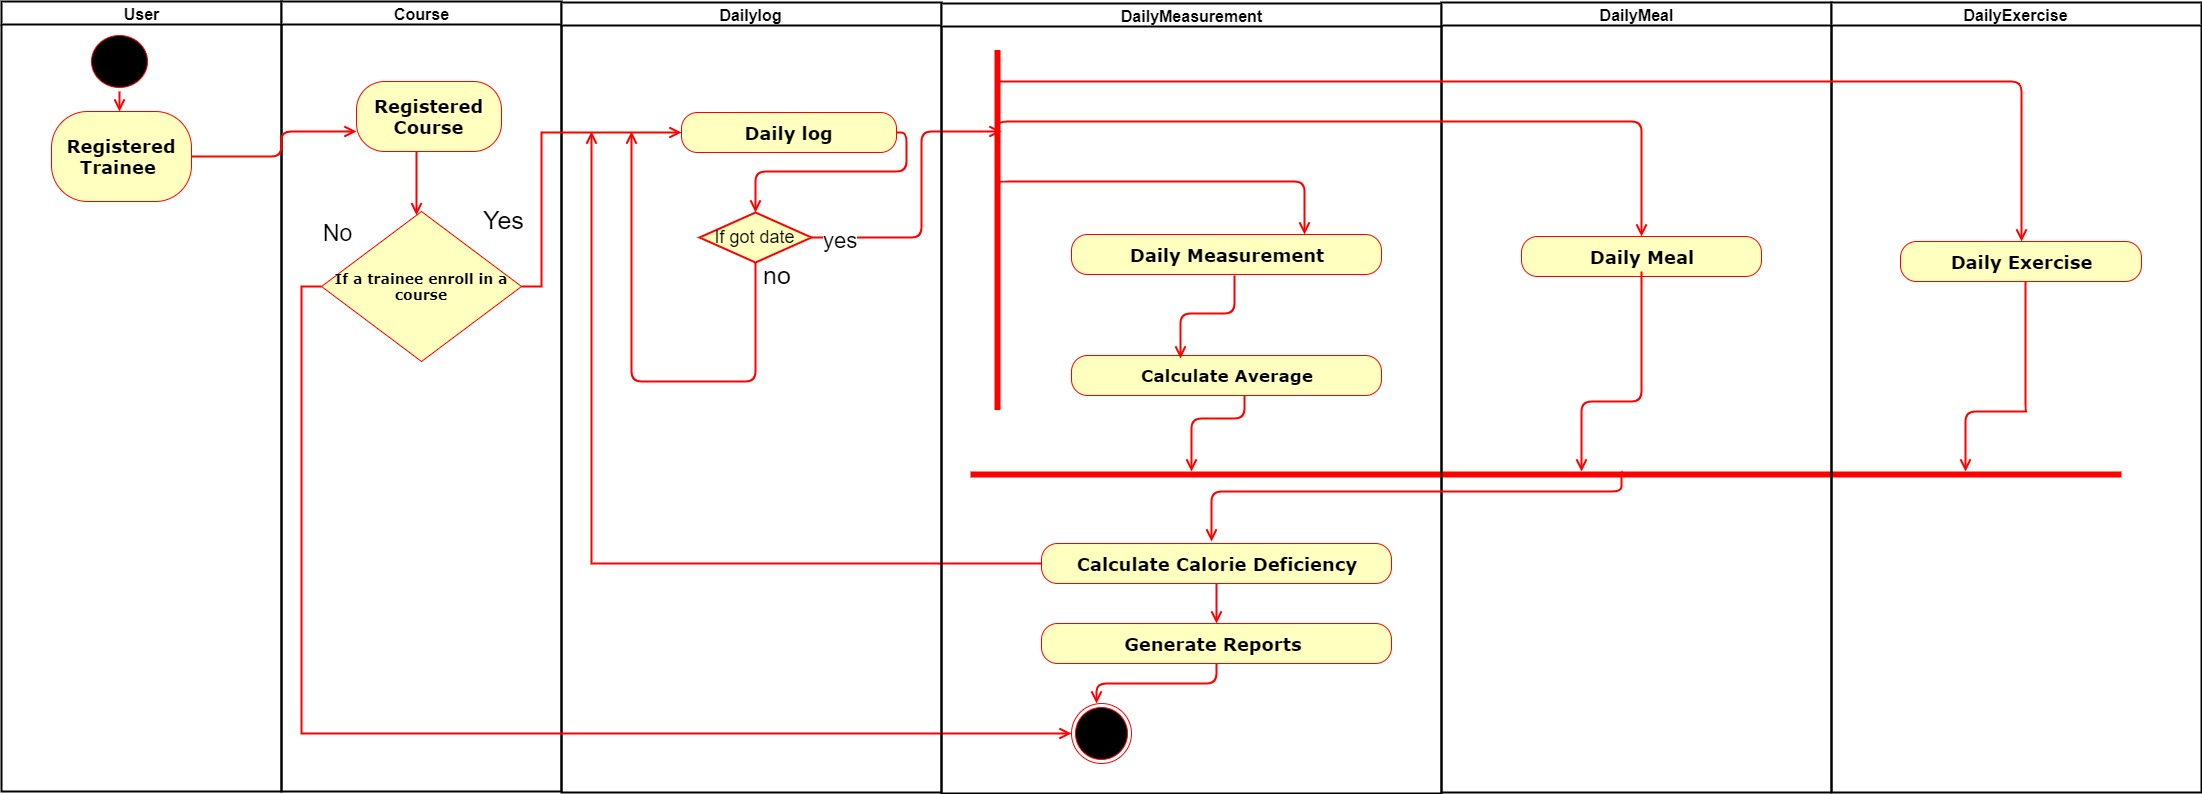 User
Course
Dailylog
DailyMeasurement
DailyMeal
DailyExercise
Registered
Trainee
Registered
Course
No
Yes
If a trainee enroll in a
course
Daily log
If got date
yes
no
Daily Measurement
Daily Meal
Daily Exercise
Calculate Average
Calculate Calorie Deficiency
Generate Reports